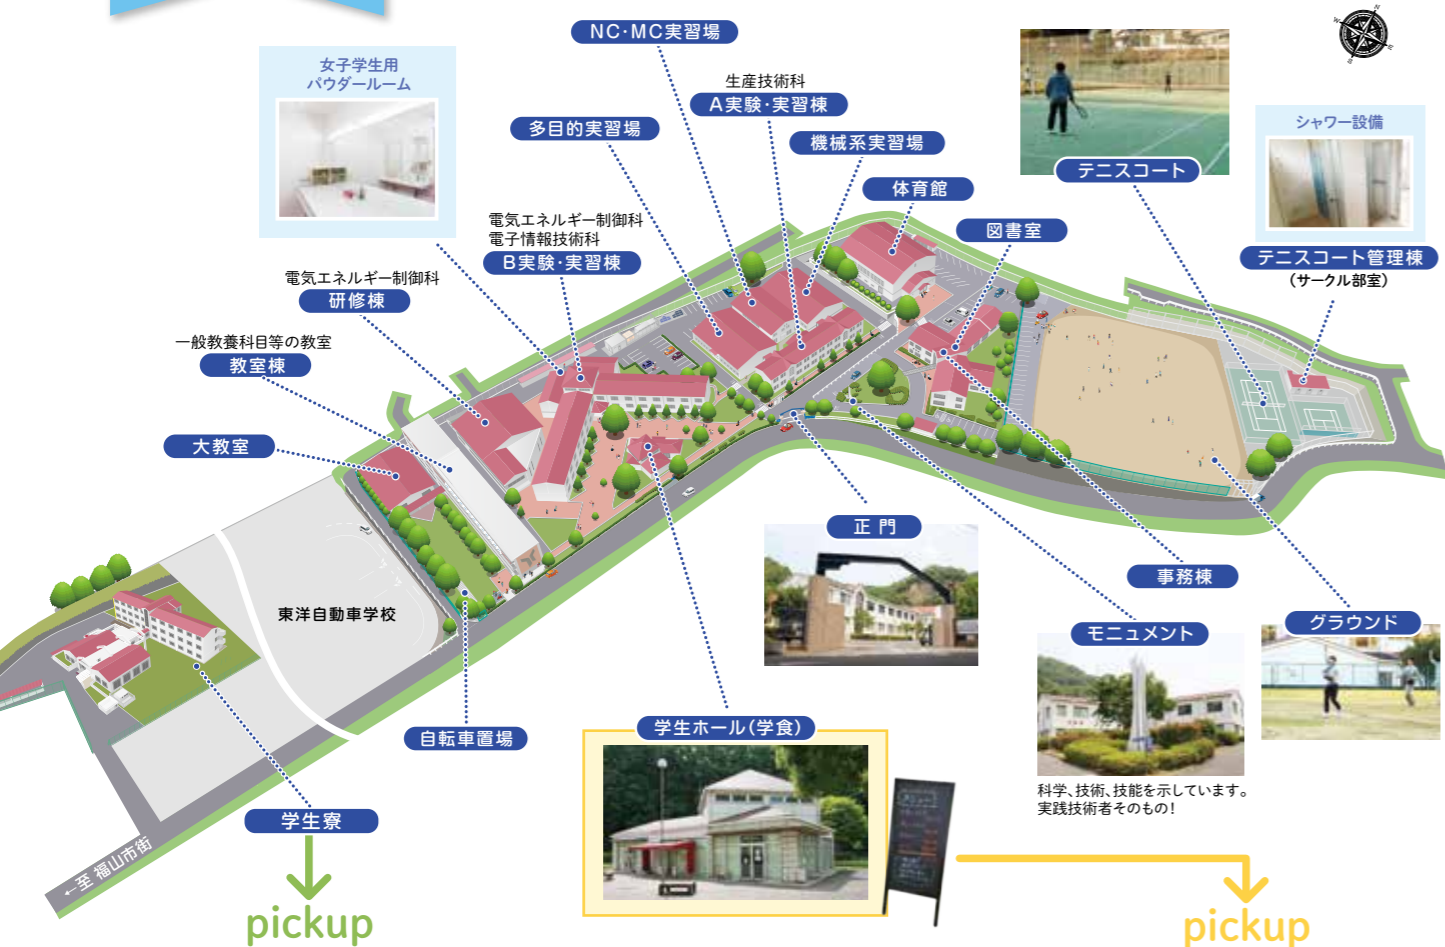 NC・MC実習場
女子学生用
パウダールーム
生産技術科
A実験・実習棟
多目的実習場
機械系実習場
シャワー設備
テニスコート
体育館
電気エネルギー制御科
電子情報技術科
B実験・実習棟
図書室
テニスコート管理棟
(サークル部室)
電気エネルギー制御科
研修棟
一般教養科目等の教室
教室棟
大教室
正 門
事務棟
東洋自動車学校
モニュメント
グラウンド
学生ホール(学食)
自転車置場
科学、技術、技能を示しています。
実践技術者そのもの!
学生寮
←至 福山市街
pickup
pickup